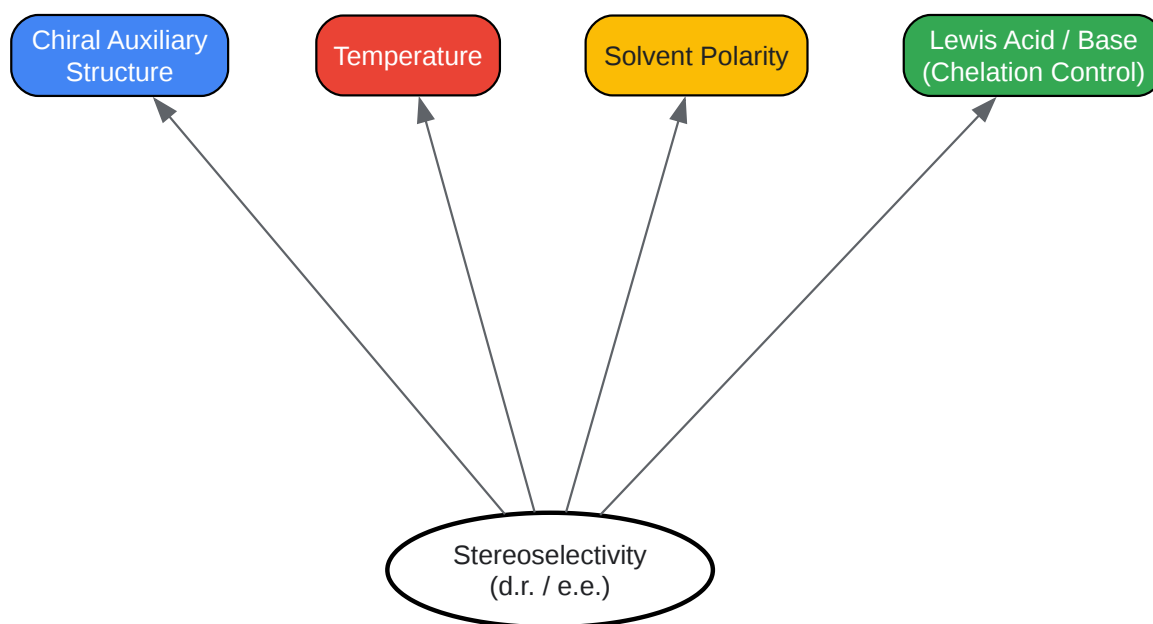 Chiral Auxiliary
Structure
Temperature
Solvent Polarity
Lewis Acid / Base
(Chelation Control)
Stereoselectivity
(d.r. / e.e.)